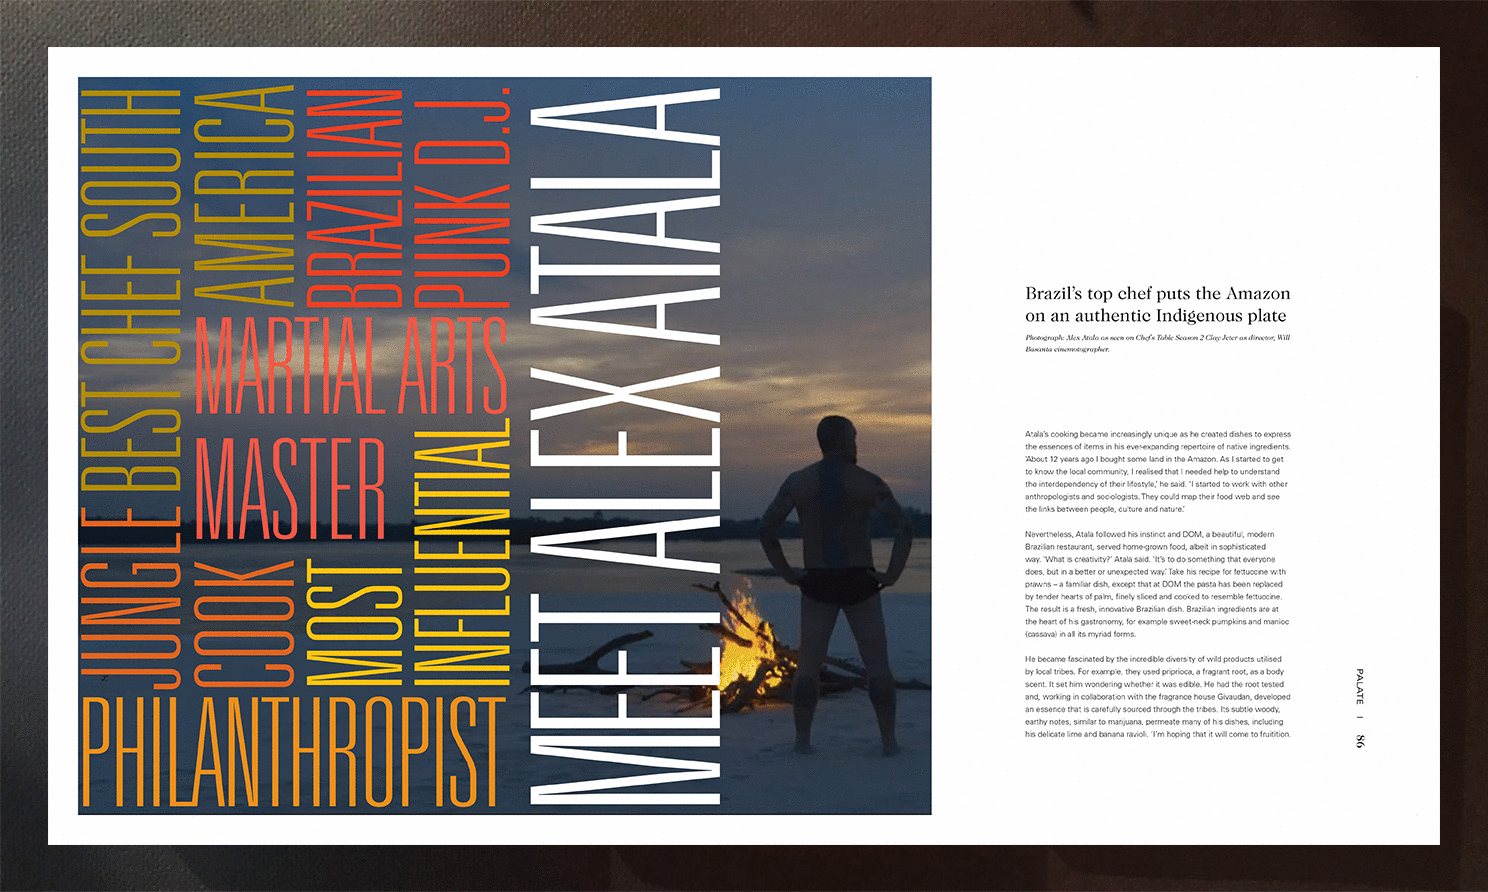 BEST CHEF SOUTH
AMERICA
BRAZILIAN
PUNK D.J.
MARTIAL ARTS
MASTER
JUNGLE
COOK
MOST
INFLUENTIAL
PHILANTHROPIST
MEET ALEX ATALA
Brazil’s top chef puts the Amazon
on an authentic Indigenous plate
Photograph: Alex Atala as seen on Chef's Table Season 2 Clay Jeter as director, Will
Basanta cinemotographer.
Atala’s cooking became increasingly unique as he created dishes to express
the essences of items in his ever-expanding repertoire of native ingredients.
‘About 12 years ago I bought some land in the Amazon. As I started to get
to know the local community, I realised that I needed help to understand
the interdependency of their lifestyle,’ he said. ‘I started to work with other
anthropologists and sociologists. They could map their food web and see
the links between people, culture and nature.’
Nevertheless, Atala followed his instinct and DOM, a beautiful, modern
Brazilian restaurant, served home-grown food, albeit in sophisticated
way. ‘What is creativity?’ Atala said. ‘It’s to do something that everyone
does, but in a better or unexpected way.’ Take his recipe for fettuccine with
prawns – a familiar dish, except that at DOM the pasta has been replaced
by tender hearts of palm, finely sliced and cooked to resemble fettuccine.
The result is a fresh, innovative Brazilian dish. Brazilian ingredients are at
the heart of his gastronomy, for example sweet-neck pumpkins and manioc
(cassava) in all its myriad forms.
He became fascinated by the incredible diversity of wild products utilised
by local tribes. For example, they used priprioca, a fragrant root, as a body
scent. It set him wondering whether it was edible. He had the root tested
and, working in collaboration with the fragrance house Givaudan, developed
an essence that is carefully sourced through the tribes. Its subtle woody,
earthy notes, similar to marijuana, permeate many of his dishes, including
his delicate lime and banana ravioli. ‘I’m hoping that it will come to fruitition.
PALATE | 86